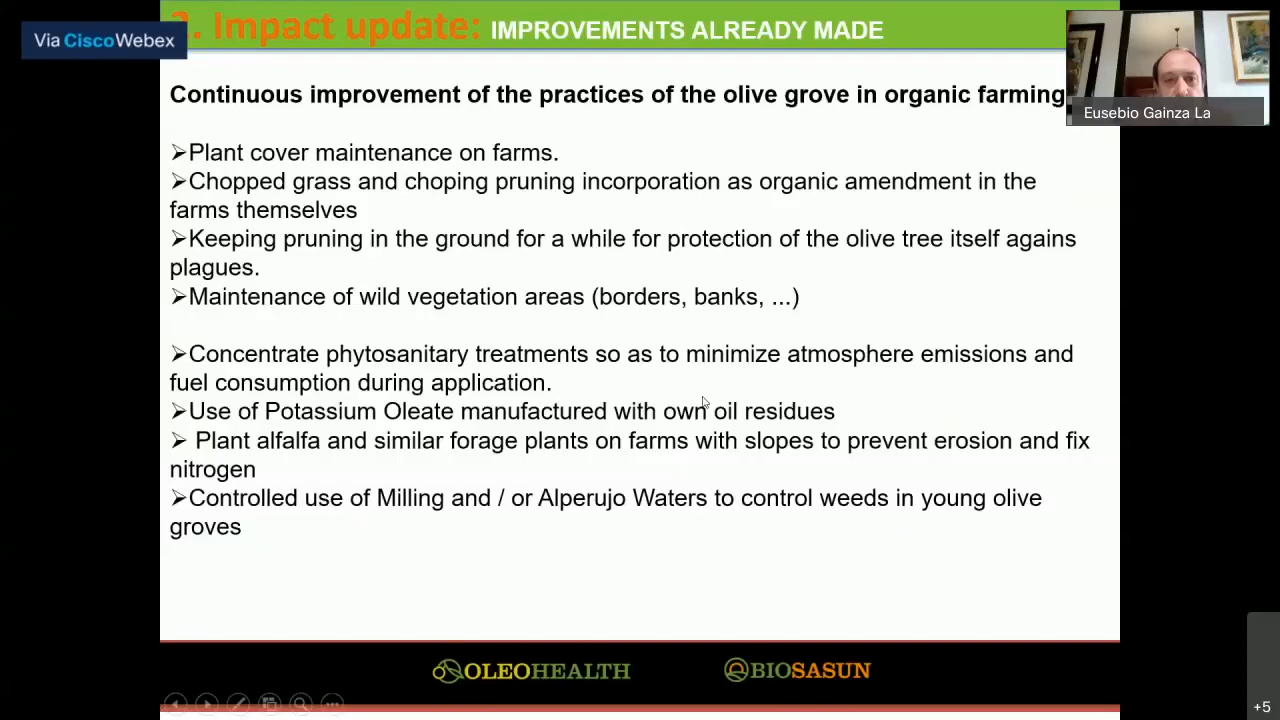 Via CiscoWebex
. Impact update: IMPROVEMENTS ALREADY MADE
Continuous improvement of the practices of the olive grove in organic farming
Eusebio Gainza La
➢Plant cover maintenance on farms.
➢Chopped grass and choping pruning incorporation as organic amendment in the
farms themselves
➢Keeping pruning in the ground for a while for protection of the olive tree itself agains
plagues.
➢Maintenance of wild vegetation areas (borders, banks, ...)
➢Concentrate phytosanitary treatments so as to minimize atmosphere emissions and
fuel consumption during application.
➢Use of Potassium Oleate manufactured with own oil residues
➢ Plant alfalfa and similar forage plants on farms with slopes to prevent erosion and fix
nitrogen
➢Controlled use of Milling and / or Alperujo Waters to control weeds in young olive
groves
OLEOHEALTH
BIOSASUN
+5